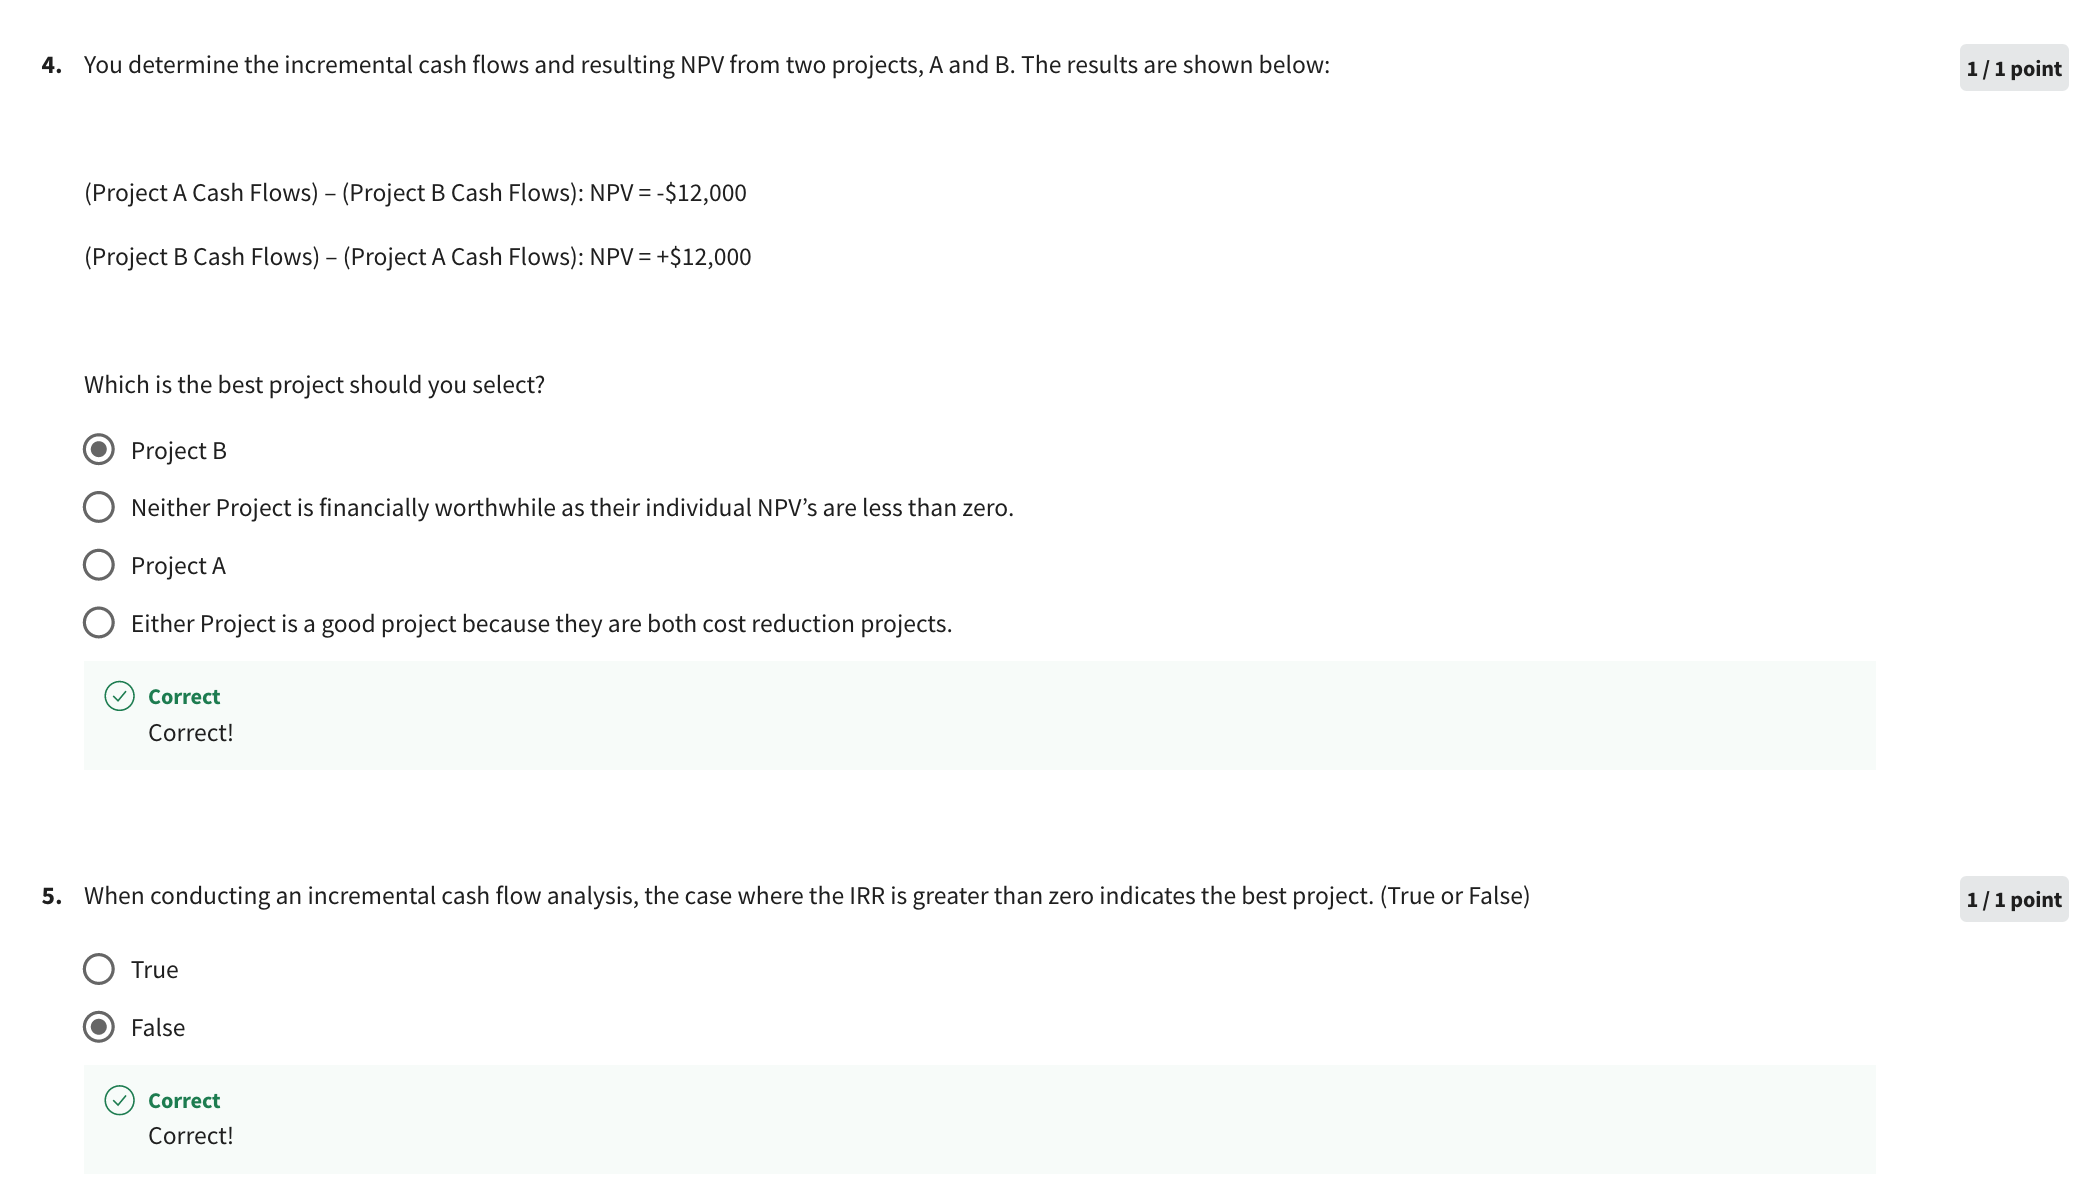 4. You determine the incremental cash flows and resulting NPV from two projects, A and B. The results are shown below:
1 / 1 point
(Project A Cash Flows) – (Project B Cash Flows): NPV = -$12,000
(Project B Cash Flows) – (Project A Cash Flows): NPV = +$12,000
Which is the best project should you select?
Project B
Neither Project is financially worthwhile as their individual NPV’s are less than zero.
Project A
Either Project is a good project because they are both cost reduction projects.
Correct
Correct!
5. When conducting an incremental cash flow analysis, the case where the IRR is greater than zero indicates the best project. (True or False)
1 / 1 point
True
False
Correct
Correct!